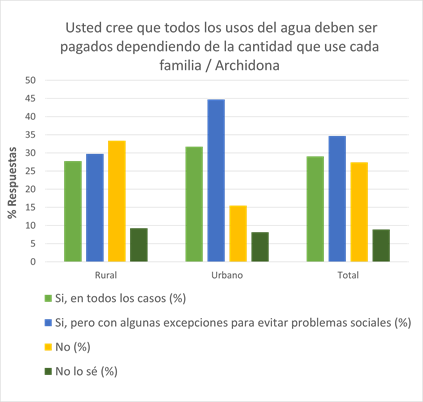 Usted cree que todos los usos del agua deben ser
pagados dependiendo de la cantidad que use cada
familia / Archidona
50
45
40
35
30
25
20
15
10
5
0
% Respuestas
Rural
Urbano
Total
Si, en todos los casos (%)
Si, pero con algunas excepciones para evitar problemas sociales (%)
No (%)
No lo sé (%)